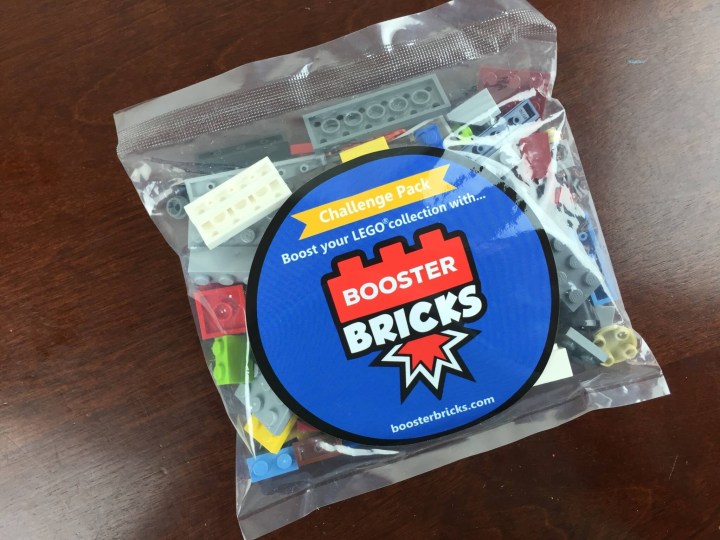 Challenge Pack
Boost your LEGO® collection with...
BOOSTER
BRICKS
boosterbricks.com